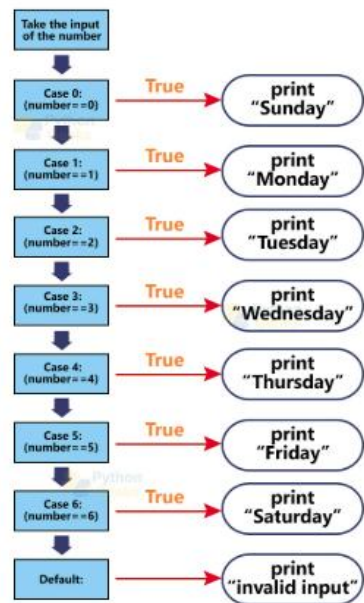 Take the input
of the number
Case 0:
(number==0)
True
print
“Sunday”
Case 1:
(number==1)
True
print
“Monday”
Case 2:
(number==2)
True
print
“Tuesday”
Case 3:
(number==3)
True
print
“Wednesday”
Case 4:
(number==4)
True
print
“Thursday”
Case 5:
(number==5)
True
print
“Friday”
Python
Case 6:
(number==6)
True
print
“Saturday”
Default:
print
“invalid input”